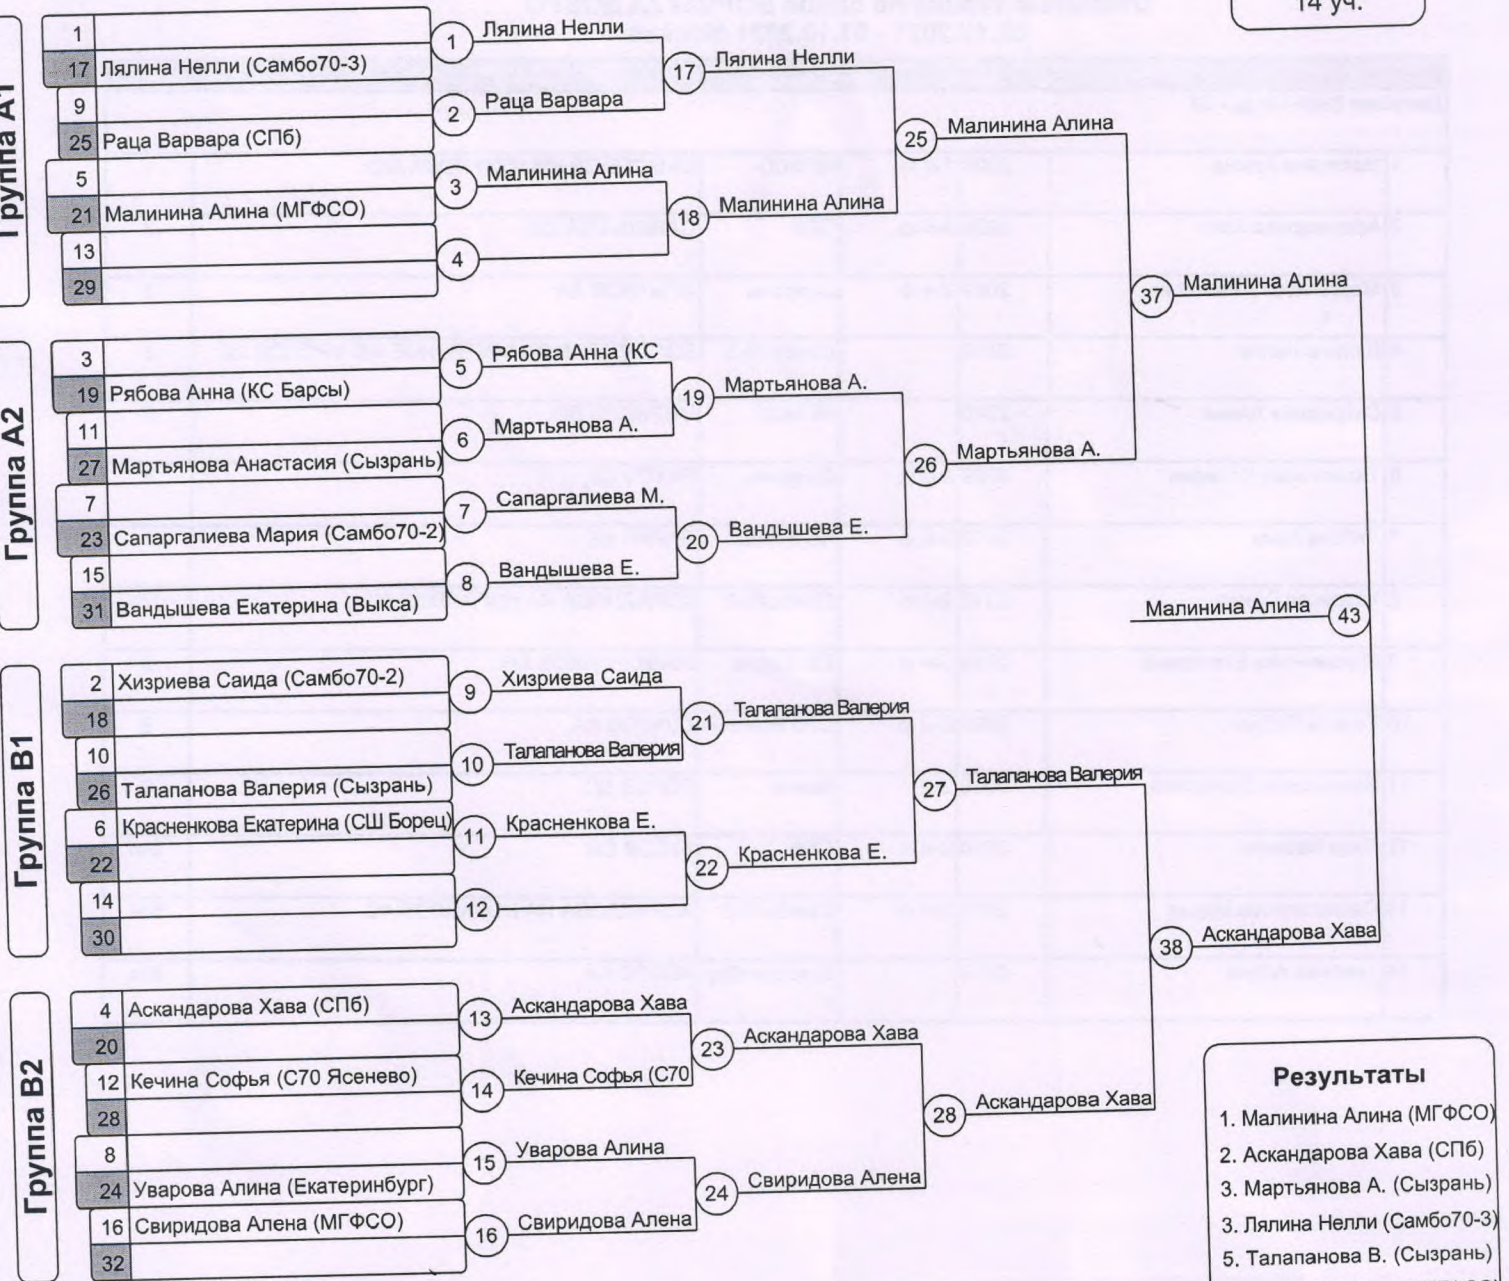 14 уч.
Группа A1
1
17 Лялина Нелли (Самбо70-3)
9
25 Раца Варвара (СПб)
5
21 Малинина Алина (МГФСО)
13
29
1 Лялина Нелли
2 Раца Варвара
3 Малинина Алина
4
17 Лялина Нелли
18 Малинина Алина
25 Малинина Алина
Группа A2
3
19 Рябова Анна (КС Барсы)
11
27 Мартьянова Анастасия (Сызрань)
7
23 Сапаргалиева Мария (Самбо70-2)
15
31 Вандышева Екатерина (Выкса)
5 Рябова Анна (КС
6 Мартьянова А.
7 Сапаргалиева М.
8 Вандышева Е.
19 Мартьянова А.
20 Вандышева Е.
26 Мартьянова А.
37 Малинина Алина
Малинина Алина 43
Группа B1
2 Хизриева Саида (Самбо70-2)
18
10
26 Талапанова Валерия (Сызрань)
6 Красненкова Екатерина (СШ Борец)
22
14
30
9 Хизриева Саида
10 Талапанова Валерия
11 Красненкова Е.
12
21 Талапанова Валерия
22 Красненкова Е.
27 Талапанова Валерия
38 Аскандарова Хава
Группа B2
4 Аскандарова Хава (СПб)
20
12 Кечина Софья (С70 Ясенево)
28
8
24 Уварова Алина (Екатеринбург)
16 Свиридова Алена (МГФСО)
32
13 Аскандарова Хава
14 Кечина Софья (С70
15 Уварова Алина
16 Свиридова Алена
23 Аскандарова Хава
24 Свиридова Алена
28 Аскандарова Хава
Результаты
1. Малинина Алина (МГФСО)
2. Аскандарова Хава (СПб)
3. Мартьянова А. (Сызрань)
3. Лялина Нелли (Самбо70-3)
5. Талапанова В. (Сызрань)